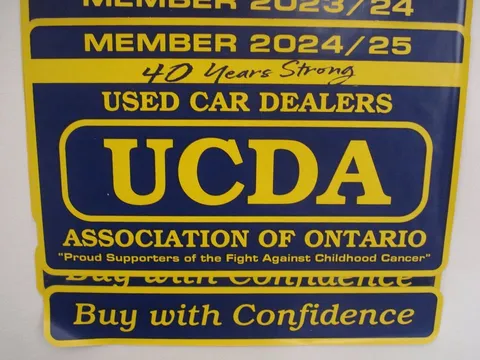 MEMBER 2023/24
MEMBER 2024/25
40 Years Strong
USED CAR DEALERS
UCDA
ASSOCIATION OF ONTARIO
"Proud Supporters of the Fight Against Childhood Cancer"
Buy with Confidence
Buy with Confidence